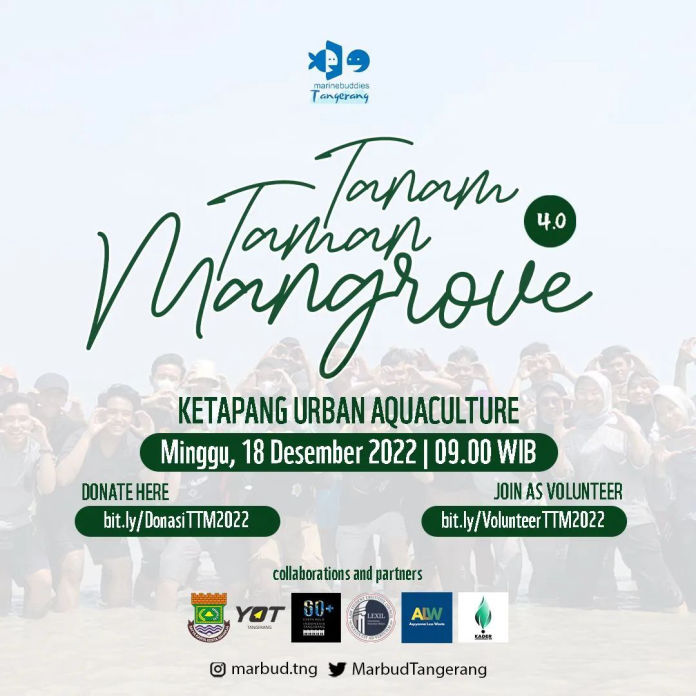 marinebuddies
Tangerang
Tanam
Taman
Mangrove
4.0
KETAPANG URBAN AQUACULTURE
Minggu, 18 Desember 2022 | 09.00 WIB
DONATE HERE
bit.ly/DonasiTTM2022
JOIN AS VOLUNTEER
bit.ly/VolunteerTTM2022
collaborations and partners
YOT
TANGERANG
60+
LEXIL
ALW
KADER
marbud.tng
MarbudTangerang